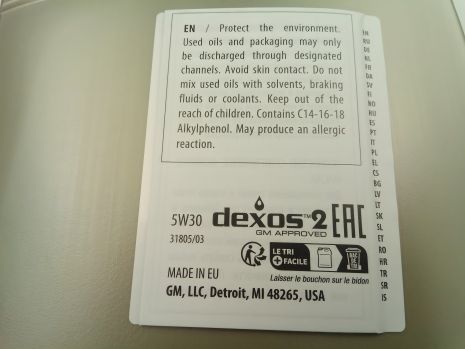 EN / Protect the environment.
Used oils and packaging may only
be discharged through designated
channels. Avoid skin contact. Do not
mix used oils with solvents, braking
fluids or coolants. Keep out of the
reach of children. Contains C14-16-18
Alkylphenol. May produce an allergic
reaction.
5W30
31805/03
dexos™2
GM APPROVED
EAC
LE TRI
+ FACILE
BAC
DE TRI
Laisser le bouchon sur le bidon
MADE IN EU
GM, LLC, Detroit, MI 48265, USA
EN
RU
DE
NL
FR
DA
SV
FI
NO
HU
ES
PT
IT
PL
EL
CS
BG
LV
LT
SK
SL
ET
RO
HR
TR
SR
IS